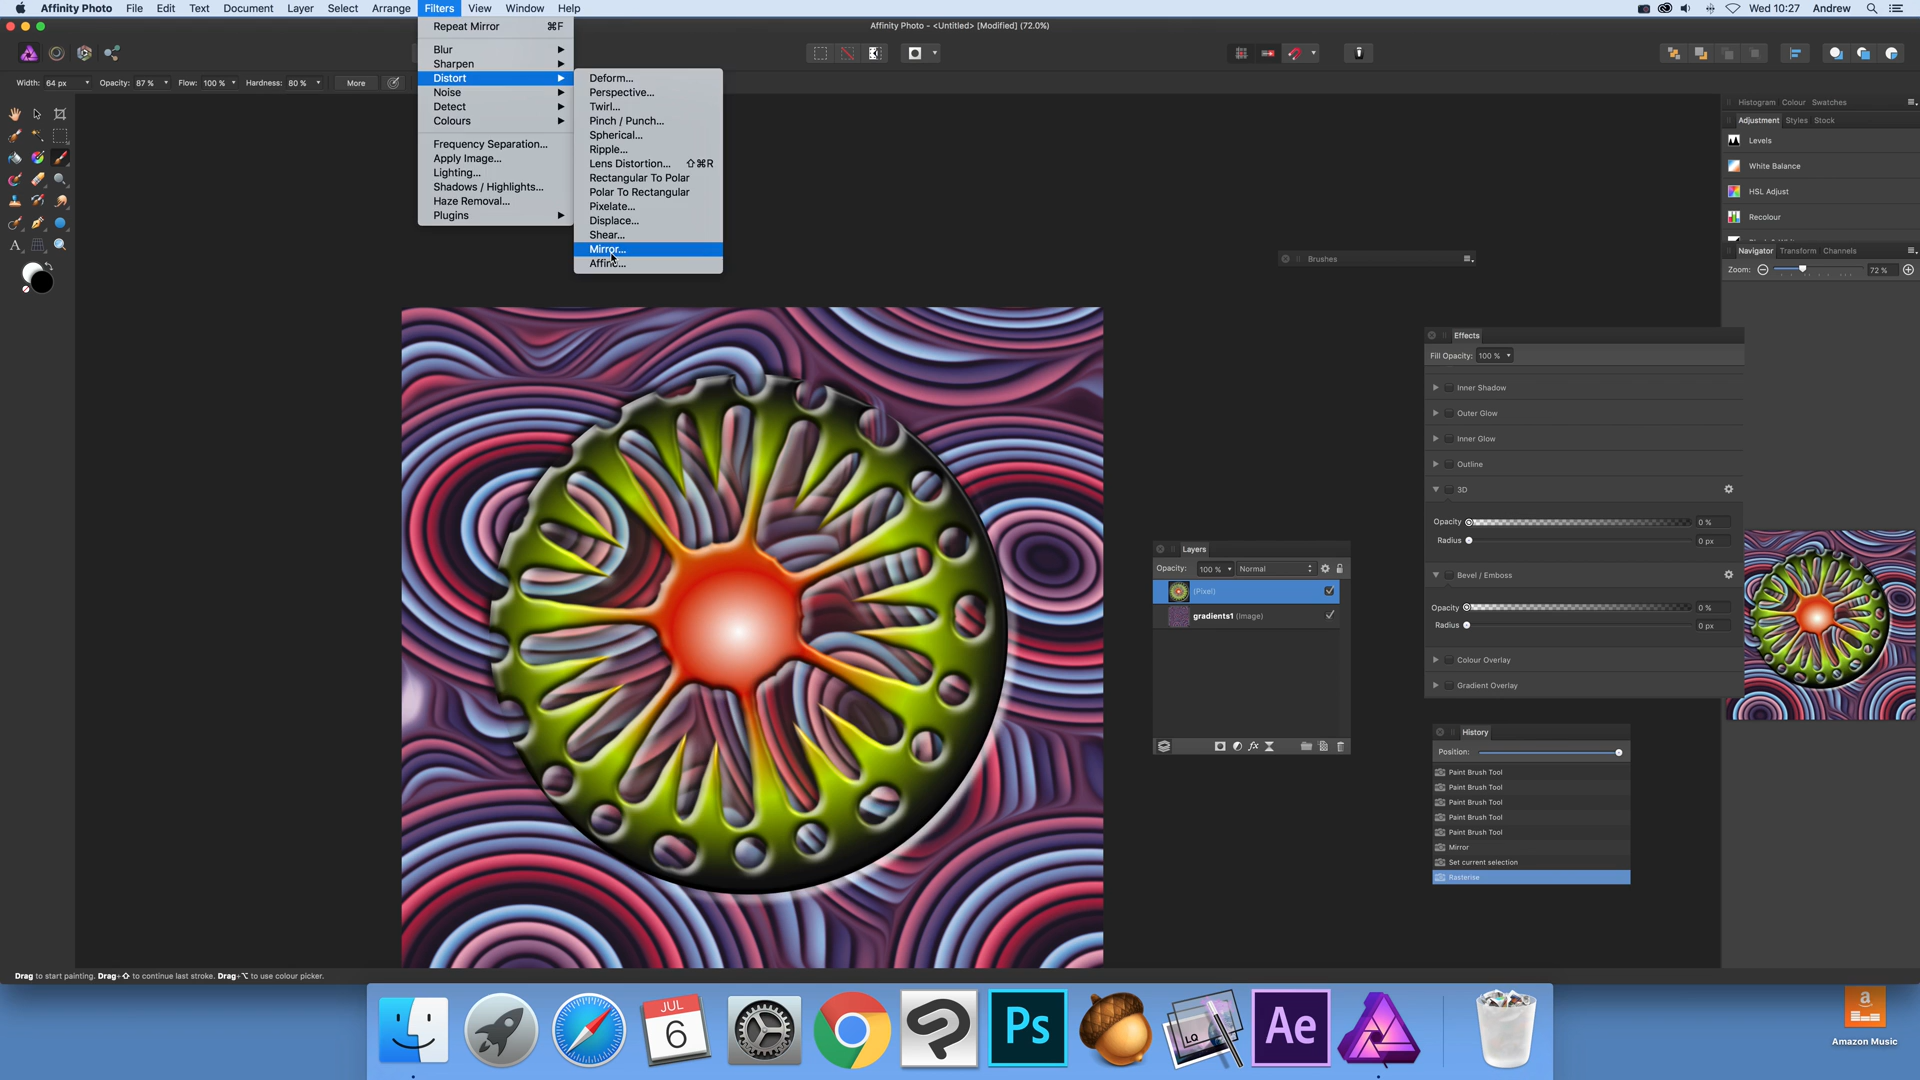 Affinity Photo File Edit Text Document Layer Select Arrange Filters View Window Help Wed 10:27 Andrew
Affinity Photo - <Untitled> [Modified] (72.0%)
Width: 64 px Opacity: 87 % Flow: 100 % Hardness: 80 % More
Repeat Mirror ⌘F
Blur
Sharpen
Distort
Noise
Detect
Colours
Frequency Separation...
Apply Image...
Lighting...
Shadows / Highlights...
Haze Removal...
Plugins
Deform...
Perspective...
Twirl...
Pinch / Punch...
Spherical...
Ripple...
Lens Distortion... ⇧⌘R
Rectangular To Polar
Polar To Rectangular
Pixelate...
Displace...
Shear...
Mirror...
Affine...
A
Histogram Colour Swatches
Adjustment Styles Stock
Levels
White Balance
HSL Adjust
Recolour
Navigator Transform Channels
Zoom: 72 %
Brushes
Effects
Fill Opacity: 100 %
Inner Shadow
Outer Glow
Inner Glow
Outline
3D
Opacity 0 %
Radius 0 px
Bevel / Emboss
Opacity 0 %
Radius 0 px
Colour Overlay
Gradient Overlay
Layers
Opacity: 100 % Normal
(Pixel)
gradients1 (Image)
fx
History
Position:
Paint Brush Tool
Paint Brush Tool
Paint Brush Tool
Paint Brush Tool
Paint Brush Tool
Mirror
Set current selection
Rasterise
Drag to start painting. Drag+⇧ to continue last stroke. Drag+⌥ to use colour picker.
JUL
6
Ps
LQ
Ae
a
Amazon Music